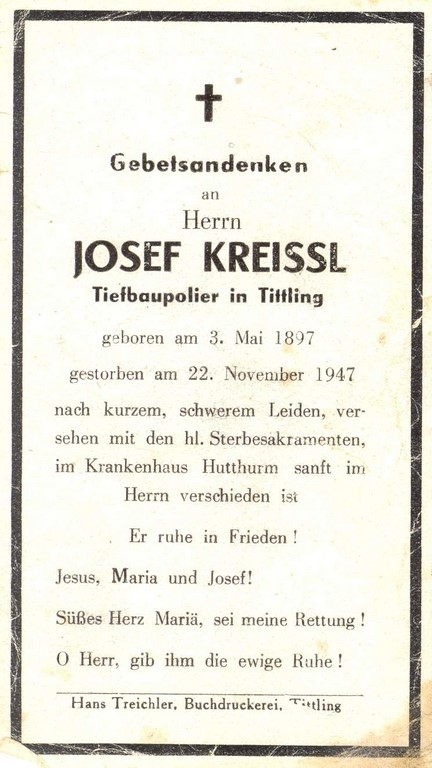 Gebetsandenken
an
Herrn
JOSEF KREISSL
Tiefbaupolier in Tittling
geboren am 3. Mai 1897
gestorben am 22. November 1947
nach kurzem, schwerem Leiden, ver-
sehen mit den hl. Sterbesakramenten,
im Krankenhaus Hutthurm sanft im
Herrn verschieden ist
Er ruhe in Frieden !
Jesus, Maria und Josef!
Süßes Herz Mariä, sei meine Rettung !
O Herr, gib ihm die ewige Ruhe !
Hans Treichler, Buchdruckerei, Tittling